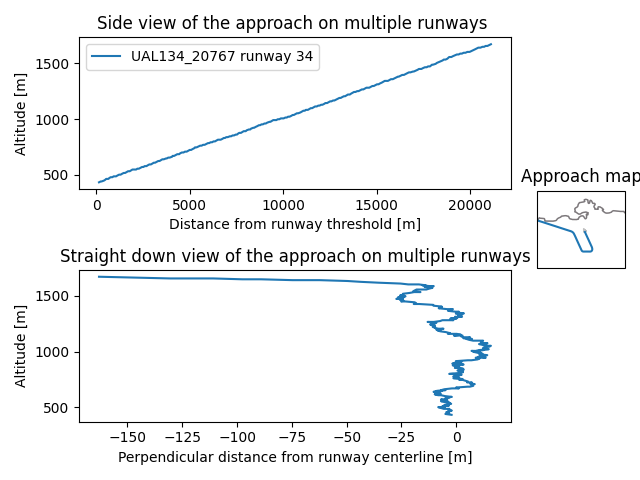 Side view of the approach on multiple runways
UAL134_20767 runway 34
Altitude [m]
1500
1000
500
0
5000
10000
15000
20000
Distance from runway threshold [m]
Approach map
Straight down view of the approach on multiple runways
Altitude [m]
1500
1000
500
−150
−125
−100
−75
−50
−25
0
Perpendicular distance from runway centerline [m]